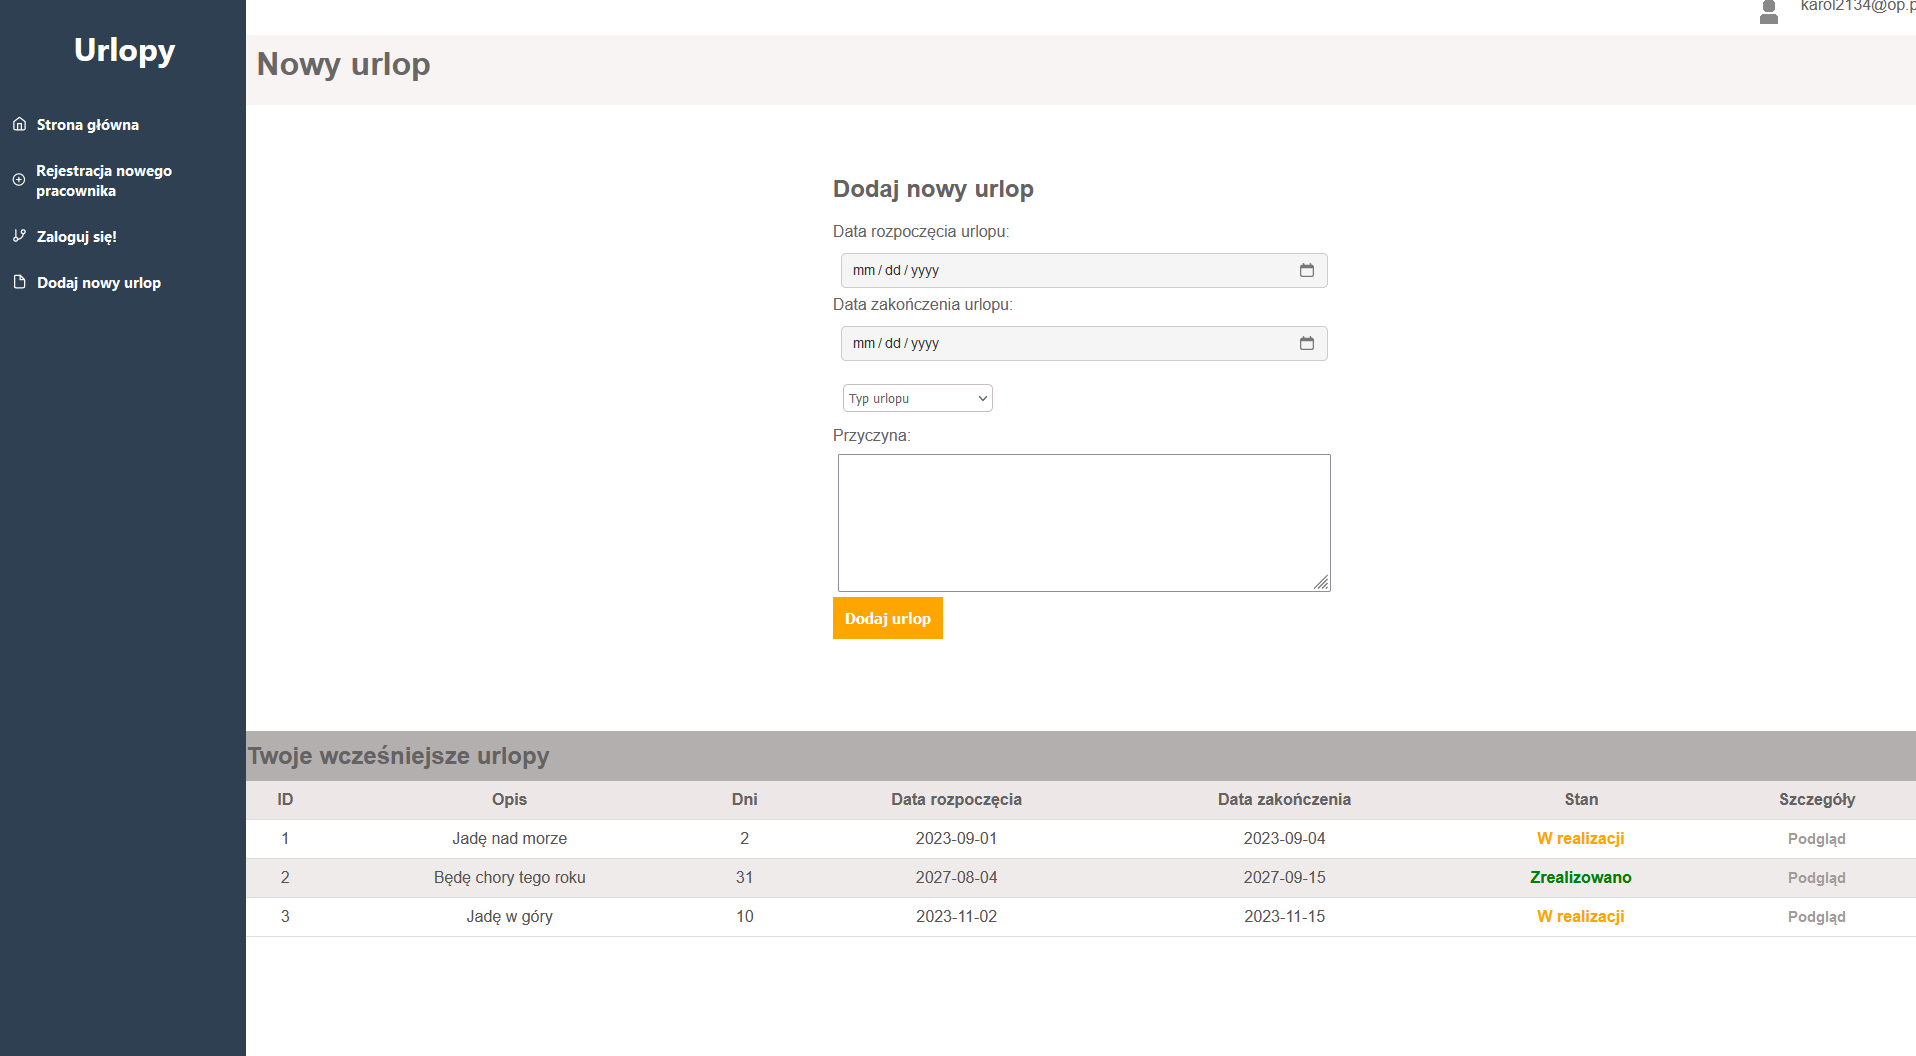 Urlopy
Strona główna
Rejestracja nowego
pracownika
Zaloguj się!
Dodaj nowy urlop
karol2134@op.p
Nowy urlop
Dodaj nowy urlop
Data rozpoczęcia urlopu:
mm / dd / yyyy
Data zakończenia urlopu:
mm / dd / yyyy
Typ urlopu
Przyczyna:
Dodaj urlop
Twoje wcześniejsze urlopy
ID Opis Dni Data rozpoczęcia Data zakończenia Stan Szczegóły
1 Jadę nad morze 2 2023-09-01 2023-09-04 W realizacji Podgląd
2 Będę chory tego roku 31 2027-08-04 2027-09-15 Zrealizowano Podgląd
3 Jadę w góry 10 2023-11-02 2023-11-15 W realizacji Podgląd